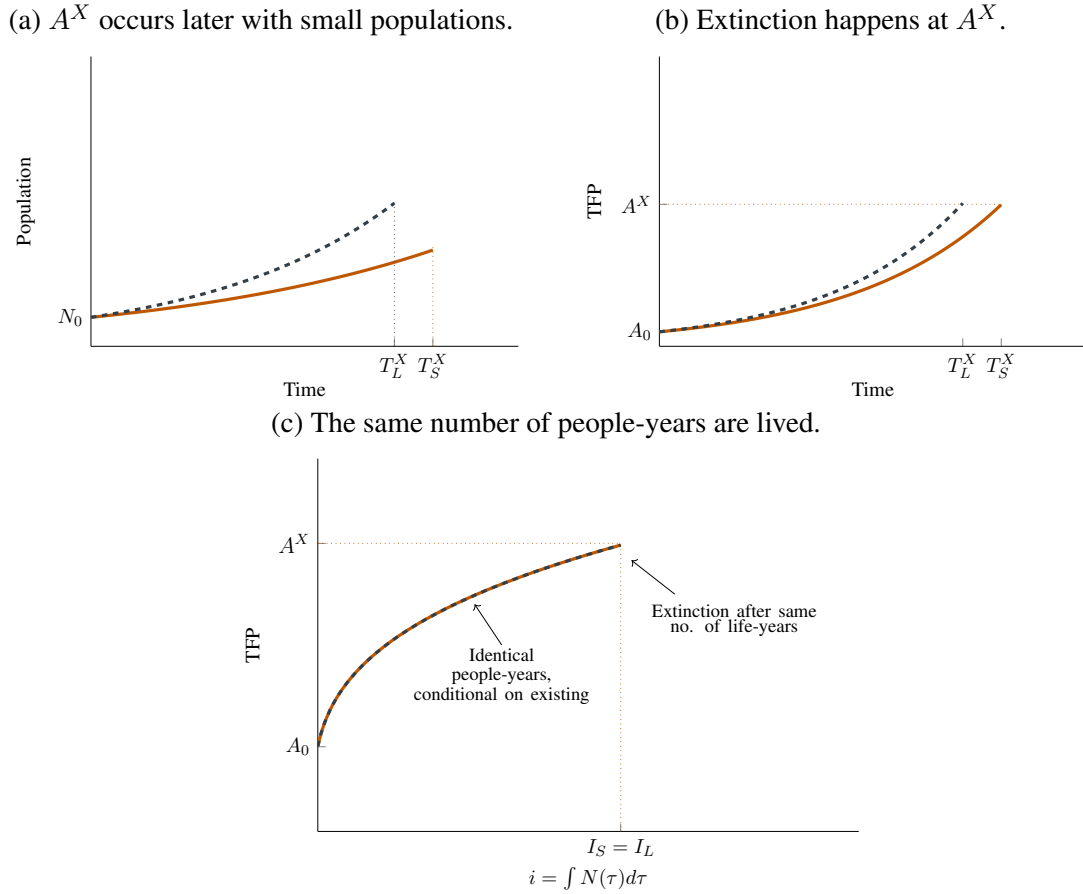 (a) A^X occurs later with small populations.
Population
N_0
T_L^X
T_S^X
Time
(b) Extinction happens at A^X.
TFP
A^X
A_0
T_L^X
T_S^X
Time
(c) The same number of people-years are lived.
TFP
A^X
A_0
Identical
people-years,
conditional on existing
Extinction after same
no. of life-years
I_S = I_L
i = ∫ N(τ)dτ